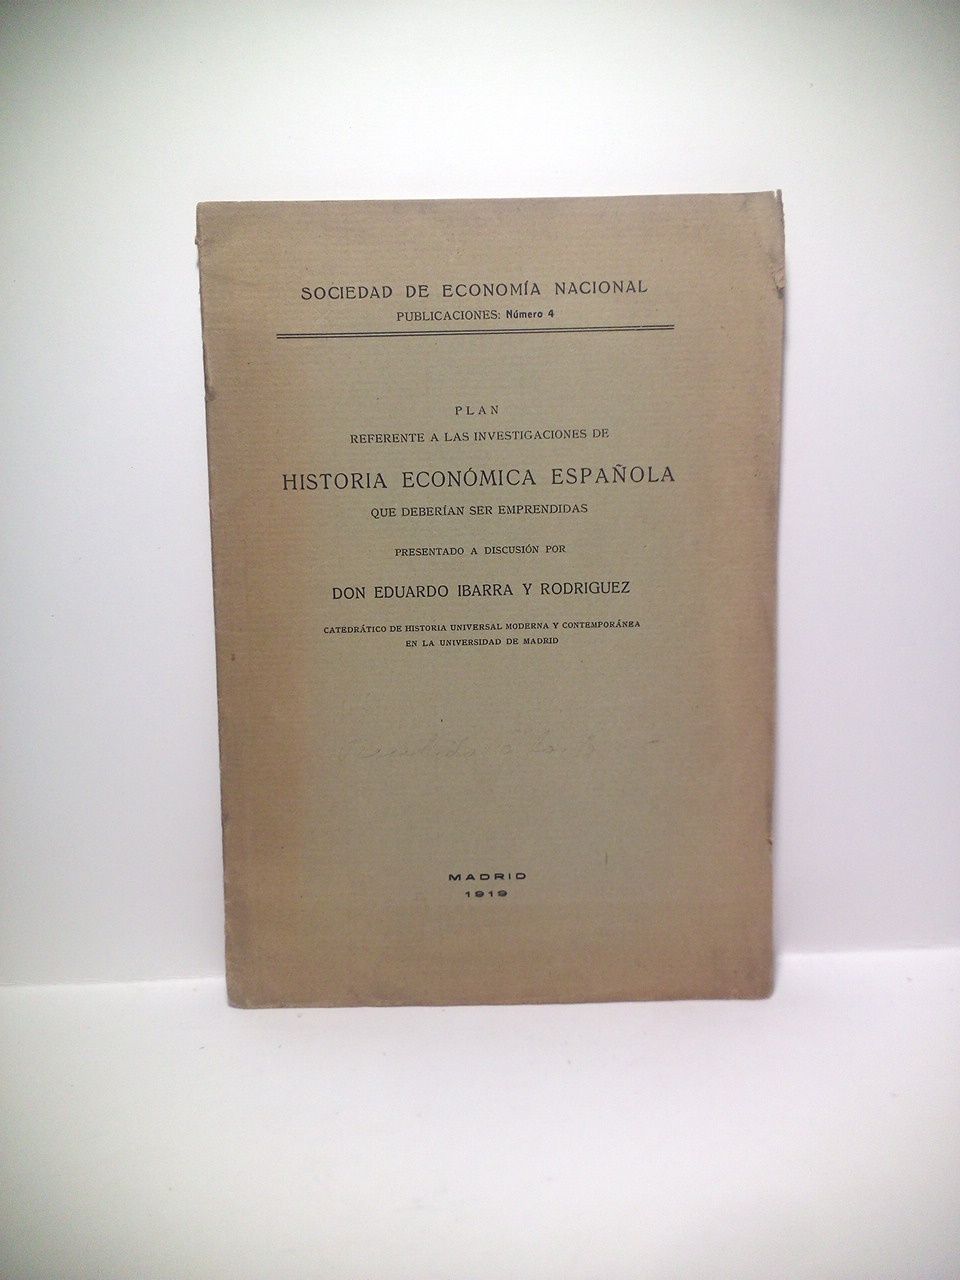 SOCIEDAD DE ECONOMÍA NACIONAL
PUBLICACIONES: Número 4
PLAN
REFERENTE A LAS INVESTIGACIONES DE
HISTORIA ECONÓMICA ESPAÑOLA
QUE DEBERÍAN SER EMPRENDIDAS
PRESENTADO A DISCUSIÓN POR
DON EDUARDO IBARRA Y RODRIGUEZ
CATEDRÁTICO DE HISTORIA UNIVERSAL MODERNA Y CONTEMPORÁNEA
EN LA UNIVERSIDAD DE MADRID
MADRID
1919